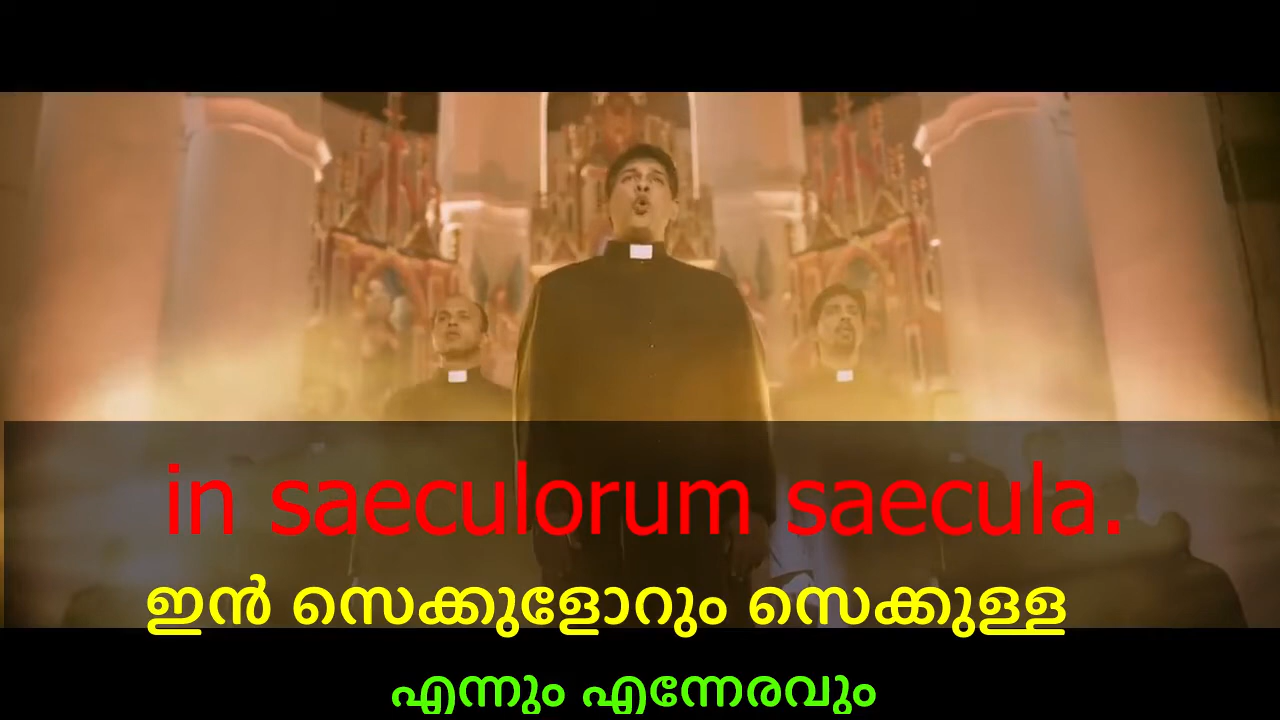 in saeculorum saecula.
ഇൻ സെക്കുളോറും സെക്കുള്ള
എന്നും എന്നേരവും